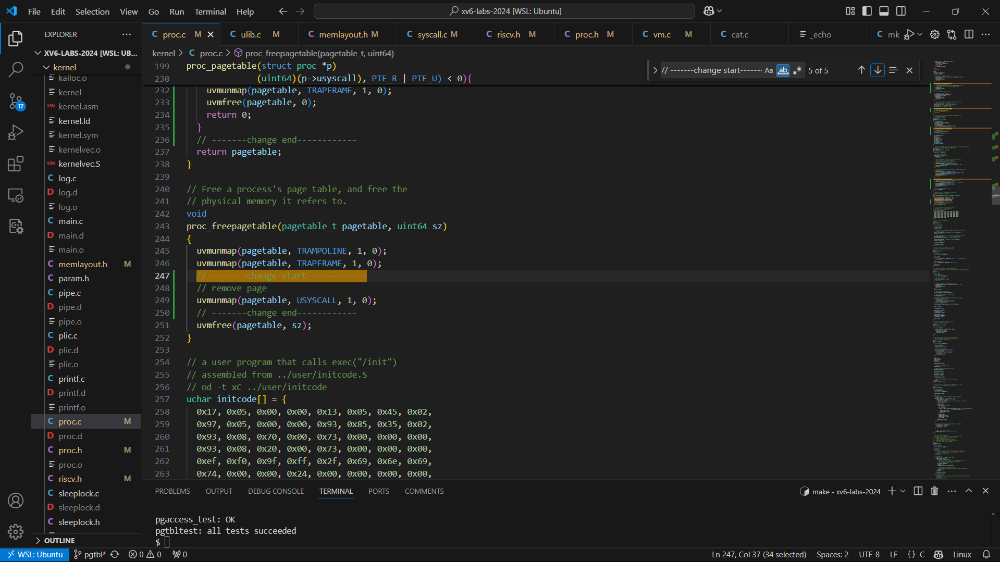 File Edit Selection View Go Run Terminal Help
xv6-labs-2024 [WSL: Ubuntu]
EXPLORER
proc.c M
ulib.c M
memlayout.h M
syscall.c M
riscv.h M
proc.h M
vm.c M
cat.c
_echo
mk
XV6-LABS-2024 [WSL: UB...
kernel > proc.c > proc_freepagetable(pagetable_t, uint64)
kernel
kalloc.o
kernel
kernel.asm
kernel.ld
kernel.sym
kernelvec.o
kernelvec.S
log.c
log.d
log.o
main.c
main.d
main.o
memlayout.h M
param.h
pipe.c
pipe.d
pipe.o
plic.c
plic.d
plic.o
printf.c
printf.d
printf.o
proc.c M
proc.d
proc.h M
proc.o
riscv.h M
sleeplock.c
sleeplock.d
sleeplock.h
OUTLINE
17
// -------change start-------
Aa ab 5 of 5
199 proc_pagetable(struct proc *p)
230 (uint64)(p->usyscall), PTE_R | PTE_U) < 0){
232 uvmunmap(pagetable, TRAPFRAME, 1, 0);
233 uvmfree(pagetable, 0);
234 return 0;
235 }
236 // -------change end------------
237 return pagetable;
238 }
239
240 // Free a process's page table, and free the
241 // physical memory it refers to.
242 void
243 proc_freepagetable(pagetable_t pagetable, uint64 sz)
244 {
245 uvmunmap(pagetable, TRAMPOLINE, 1, 0);
246 uvmunmap(pagetable, TRAPFRAME, 1, 0);
247 // -------change start------------
248 // remove page
249 uvmunmap(pagetable, USYSCALL, 1, 0);
250 // -------change end------------
251 uvmfree(pagetable, sz);
252 }
253
254 // a user program that calls exec("/init")
255 // assembled from ../user/initcode.S
256 // od -t xC ../user/initcode
257 uchar initcode[] = {
258 0x17, 0x05, 0x00, 0x00, 0x13, 0x05, 0x45, 0x02,
259 0x97, 0x05, 0x00, 0x00, 0x93, 0x85, 0x35, 0x02,
260 0x93, 0x08, 0x70, 0x00, 0x73, 0x00, 0x00, 0x00,
261 0x93, 0x08, 0x20, 0x00, 0x73, 0x00, 0x00, 0x00,
262 0xef, 0xf0, 0x9f, 0xff, 0x2f, 0x69, 0x6e, 0x69,
263 0x74, 0x00, 0x00, 0x24, 0x00, 0x00, 0x00, 0x00,
PROBLEMS OUTPUT DEBUG CONSOLE TERMINAL PORTS COMMENTS
make - xv6-labs-2024
pgaccess_test: OK
pgtbltest: all tests succeeded
$
WSL: Ubuntu pgtbl* 0 0 0
Ln 247, Col 37 (34 selected) Spaces: 2 UTF-8 LF {} C Linux